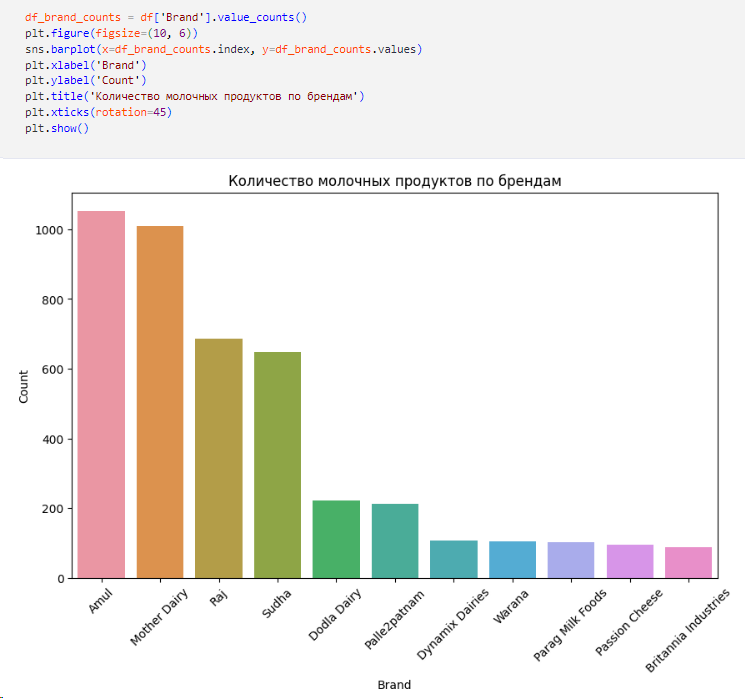 df_brand_counts = df['Brand'].value_counts()
plt.figure(figsize=(10, 6))
sns.barplot(x=df_brand_counts.index, y=df_brand_counts.values)
plt.xlabel('Brand')
plt.ylabel('Count')
plt.title('Количество молочных продуктов по брендам')
plt.xticks(rotation=45)
plt.show()
Количество молочных продуктов по брендам
1000
800
600
400
200
0
Count
Amul
Mother Dairy
Raj
Sudha
Dodla Dairy
Palle2patnam
Dynamix Dairies
Warana
Parag Milk Foods
Passion Cheese
Britannia Industries
Brand